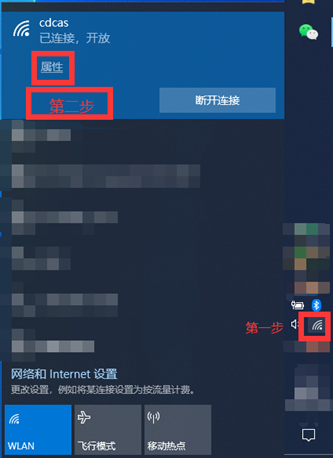 cdcas
已连接，开放
属性
第二步
断开连接
第一步
网络和 Internet 设置
更改设置，例如将某连接设置为按流量计费。
WLAN
飞行模式
移动热点